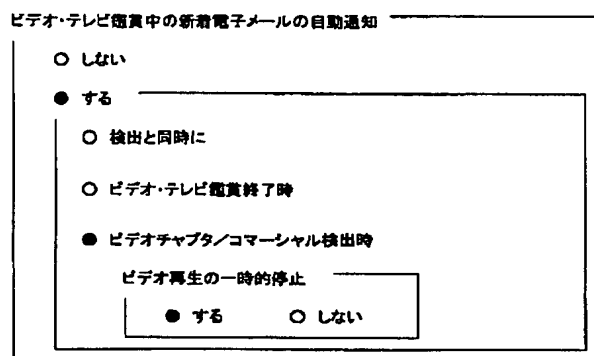 ビデオ・テレビ鑑賞中の新着電子メールの自動通知
○ しない
● する
○ 検出と同時に
○ ビデオ・テレビ鑑賞終了時
● ビデオチャプタ/コマーシャル検出時
ビデオ再生の一時的停止
● する ○ しない